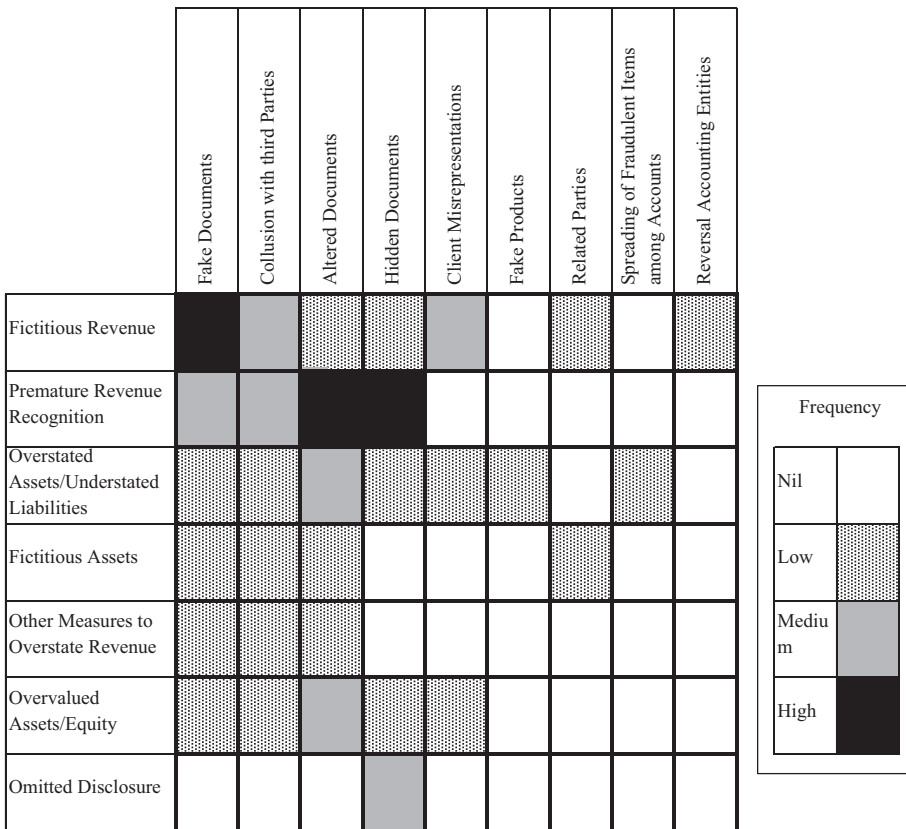 Fake Documents
Collusion with third Parties
Altered Documents
Hidden Documents
Client Misrepresentations
Fake Products
Related Parties
Spreading of Fraudulent Items
among Accounts
Reversal Accounting Entities
Fictitious Revenue
Premature Revenue
Recognition
Overstated
Assets/Understated
Liabilities
Fictitious Assets
Other Measures to
Overstate Revenue
Overvalued
Assets/Equity
Omitted Disclosure
Frequency
Nil
Low
Mediu
m
High